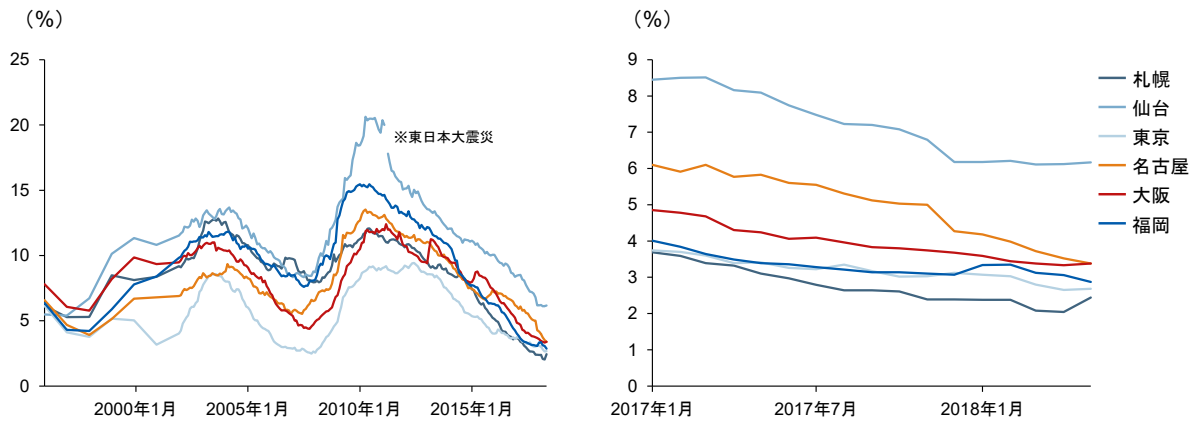 （%）
25
20
15
10
5
0
2000年1月
2005年1月
2010年1月
2015年1月
※東日本大震災
（%）
9
8
7
6
5
4
3
2
1
0
2017年1月
2017年7月
2018年1月
札幌
仙台
東京
名古屋
大阪
福岡